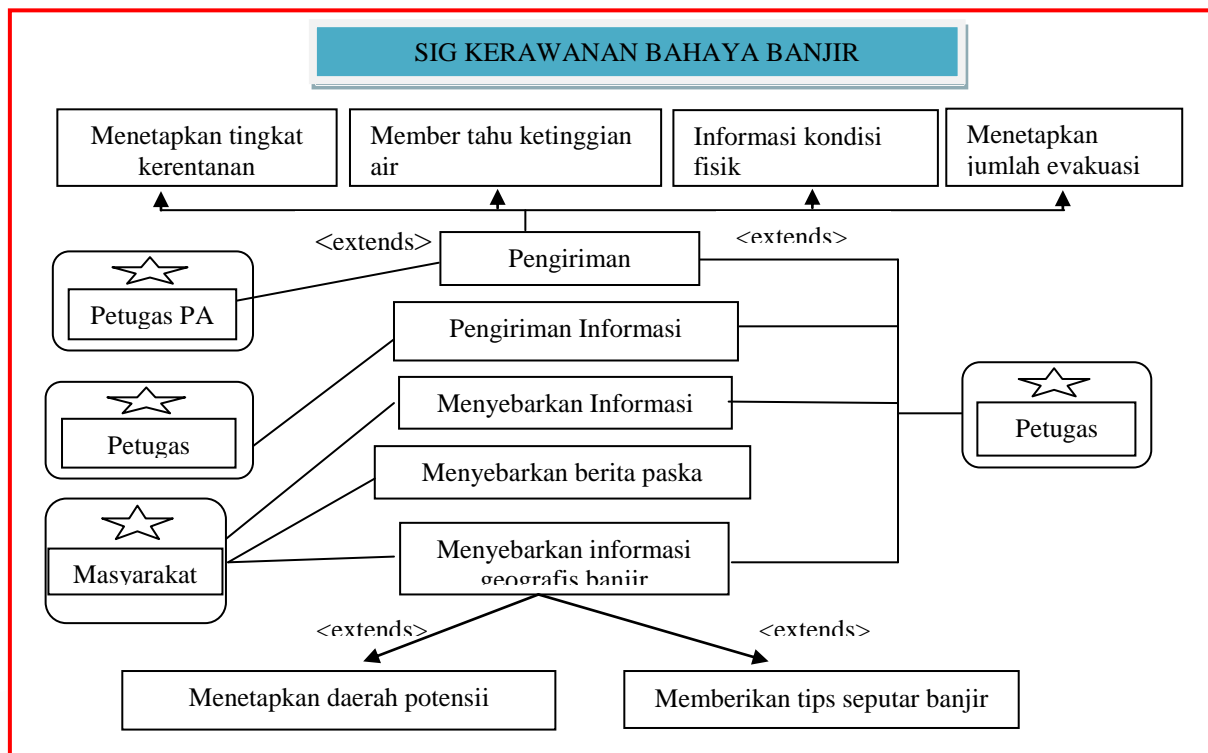 SIG KERAWANAN BAHAYA BANJIR
Menetapkan tingkat
kerentanan
Member tahu ketinggian
air
Informasi kondisi
fisik
Menetapkan
jumlah evakuasi
<extends>
<extends>
Pengiriman
Petugas PA
Pengiriman Informasi
Petugas
Menyebarkan Informasi
Petugas
Menyebarkan berita paska
Masyarakat
Menyebarkan informasi
geografis banjir
<extends>
<extends>
Menetapkan daerah potensii
Memberikan tips seputar banjir